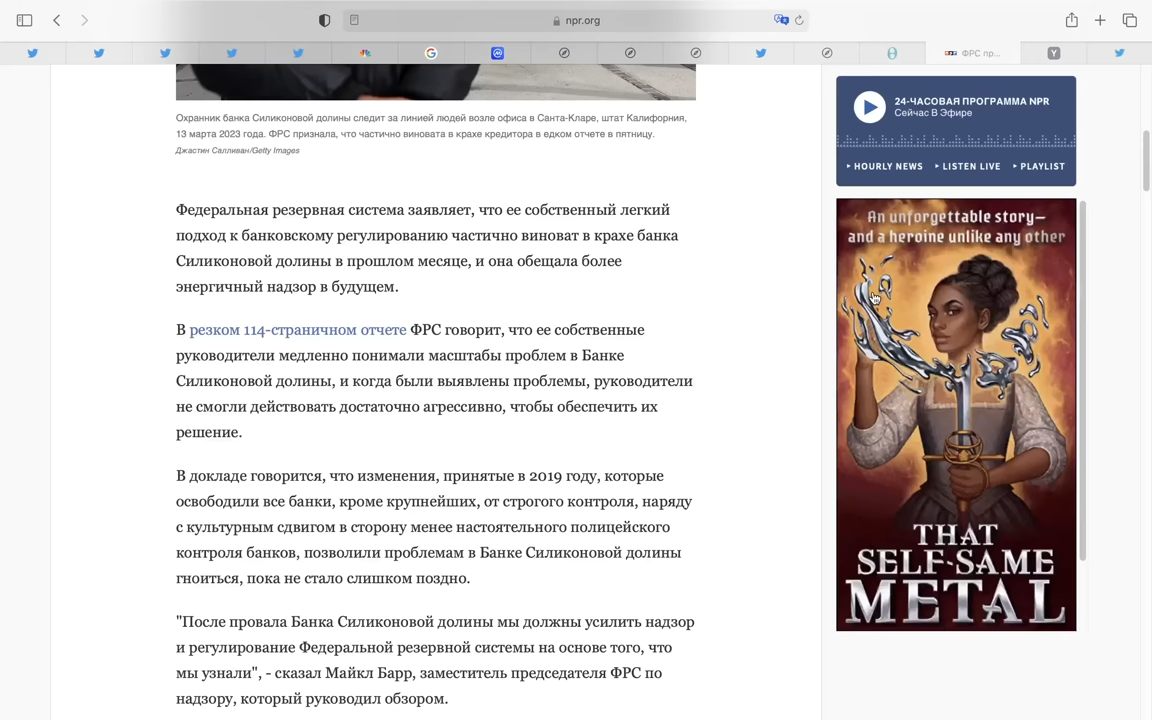 npr.org
ФРС пр...
Охранник банка Силиконовой долины следит за линией людей возле офиса в Санта-Кларе, штат Калифорния,
13 марта 2023 года. ФРС признала, что частично виновата в крахе кредитора в едком отчете в пятницу.
Джастин Салливан/Getty Images
Федеральная резервная система заявляет, что ее собственный легкий
подход к банковскому регулированию частично виноват в крахе банка
Силиконовой долины в прошлом месяце, и она обещала более
энергичный надзор в будущем.
В резком 114-страничном отчете ФРС говорит, что ее собственные
руководители медленно понимали масштабы проблем в Банке
Силиконовой долины, и когда были выявлены проблемы, руководители
не смогли действовать достаточно агрессивно, чтобы обеспечить их
решение.
В докладе говорится, что изменения, принятые в 2019 году, которые
освободили все банки, кроме крупнейших, от строгого контроля, наряду
с культурным сдвигом в сторону менее настоятельного полицейского
контроля банков, позволили проблемам в Банке Силиконовой долины
гноиться, пока не стало слишком поздно.
"После провала Банка Силиконовой долины мы должны усилить надзор
и регулирование Федеральной резервной системы на основе того, что
мы узнали", - сказал Майкл Барр, заместитель председателя ФРС по
надзору, который руководил обзором.
24-ЧАСОВАЯ ПРОГРАММА NPR
Сейчас В Эфире
HOURLY NEWS LISTEN LIVE PLAYLIST
An unforgettable story—
and a heroine unlike any other
THAT
SELF-SAME
METAL